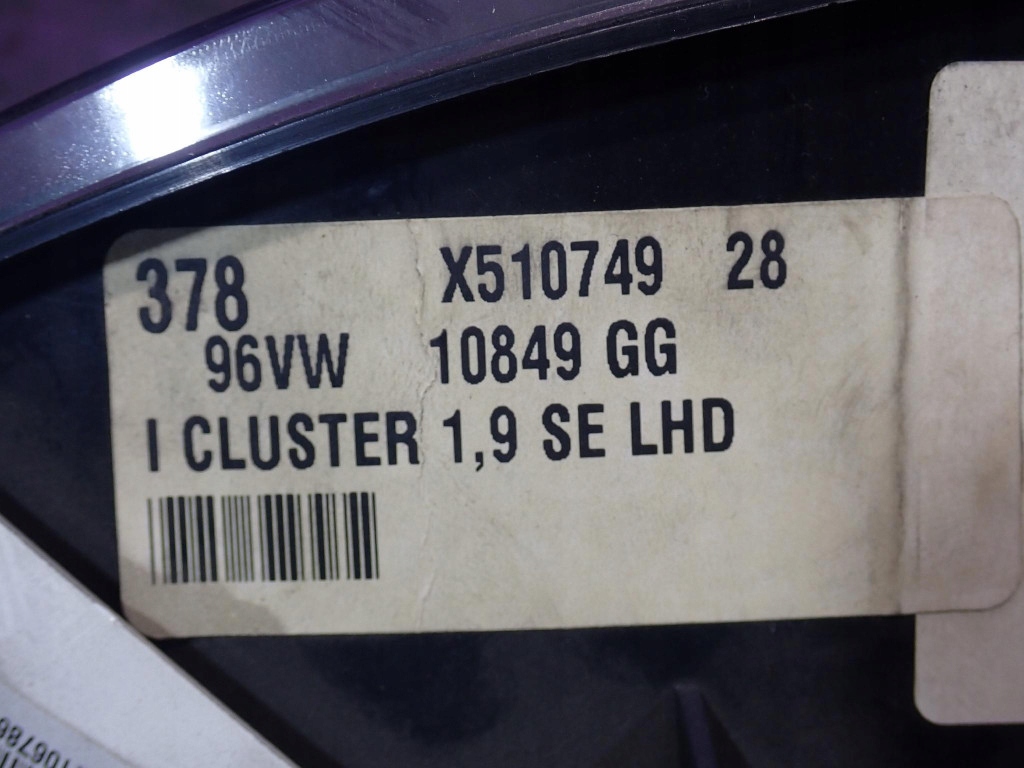 378 X510749 28
96VW 10849 GG
I CLUSTER 1,9 SE LHD